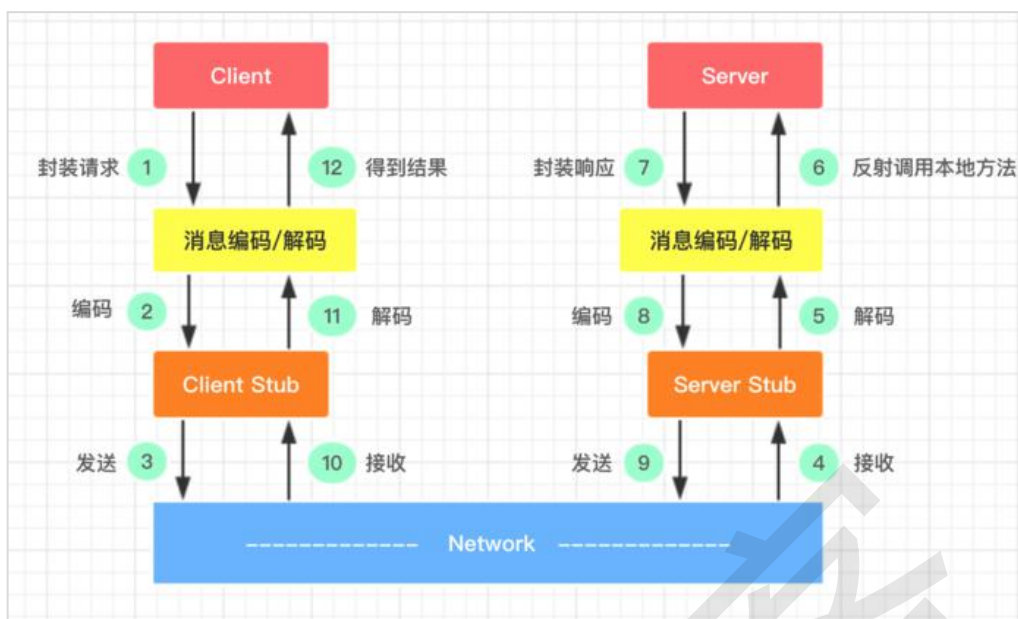 Client
Server
封装请求 1
12 得到结果
封装响应 7
6 反射调用本地方法
消息编码/解码
消息编码/解码
编码 2
11 解码
编码 8
5 解码
Client Stub
Server Stub
发送 3
10 接收
发送 9
4 接收
------------- Network -------------